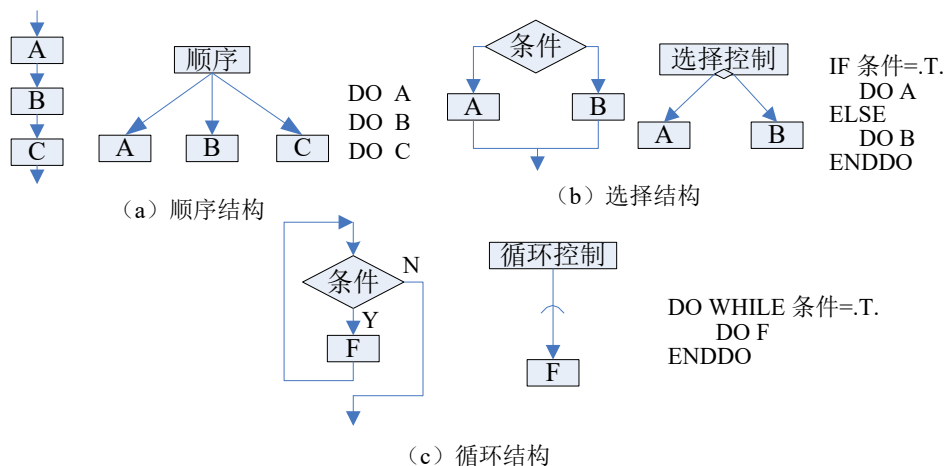 A
B
C
顺序
A
B
C
DO A
DO B
DO C
（a）顺序结构
条件
A
B
选择控制
A
B
IF 条件=.T.
DO A
ELSE
DO B
ENDDO
（b）选择结构
条件
N
Y
F
循环控制
F
DO WHILE 条件=.T.
DO F
ENDDO
（c）循环结构